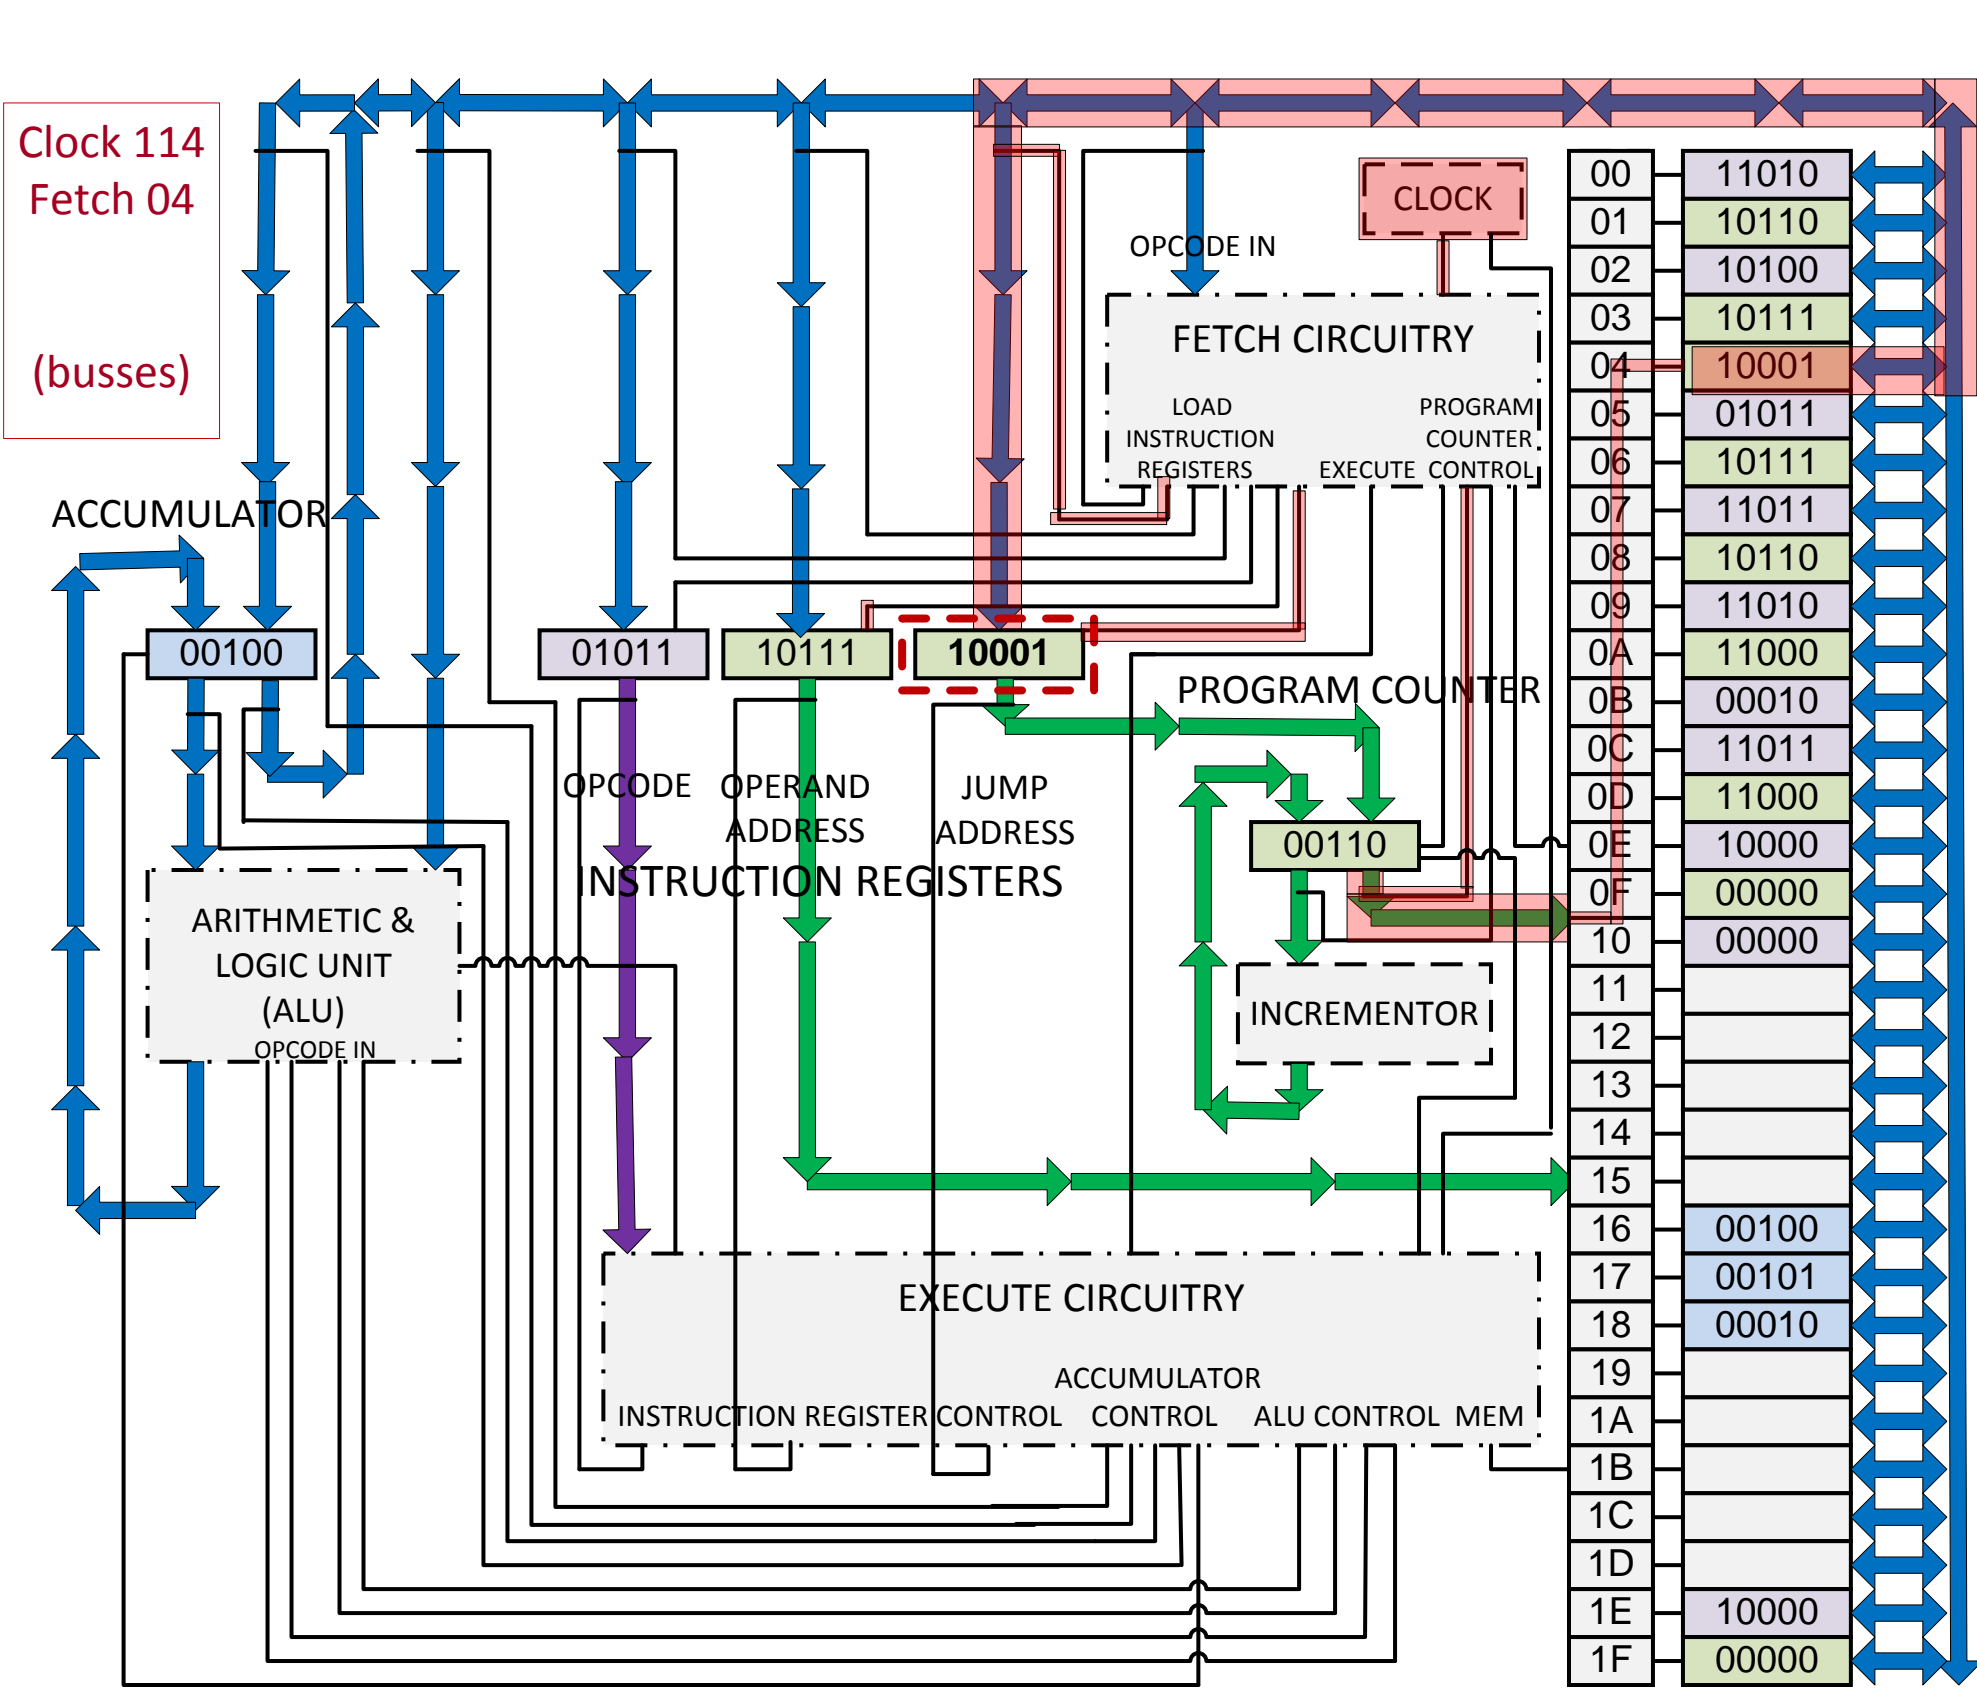 Clock 114
Fetch 04
(busses)
CLOCK
OPCODE IN
FETCH CIRCUITRY
LOAD
INSTRUCTION
REGISTERS
EXECUTE
PROGRAM
COUNTER
CONTROL
ACCUMULATOR
00100
01011
10111
10001
PROGRAM COUNTER
OPCODE
OPERAND
ADDRESS
JUMP
ADDRESS
INSTRUCTION REGISTERS
00110
INCREMENTOR
ARITHMETIC &
LOGIC UNIT
(ALU)
OPCODE IN
EXECUTE CIRCUITRY
INSTRUCTION REGISTER CONTROL
ACCUMULATOR
CONTROL
ALU CONTROL
MEM
00 11010
01 10110
02 10100
03 10111
04 10001
05 01011
06 10111
07 11011
08 10110
09 11010
0A 11000
0B 00010
0C 11011
0D 11000
0E 10000
0F 00000
10 00000
11
12
13
14
15
16 00100
17 00101
18 00010
19
1A
1B
1C
1D
1E 10000
1F 00000